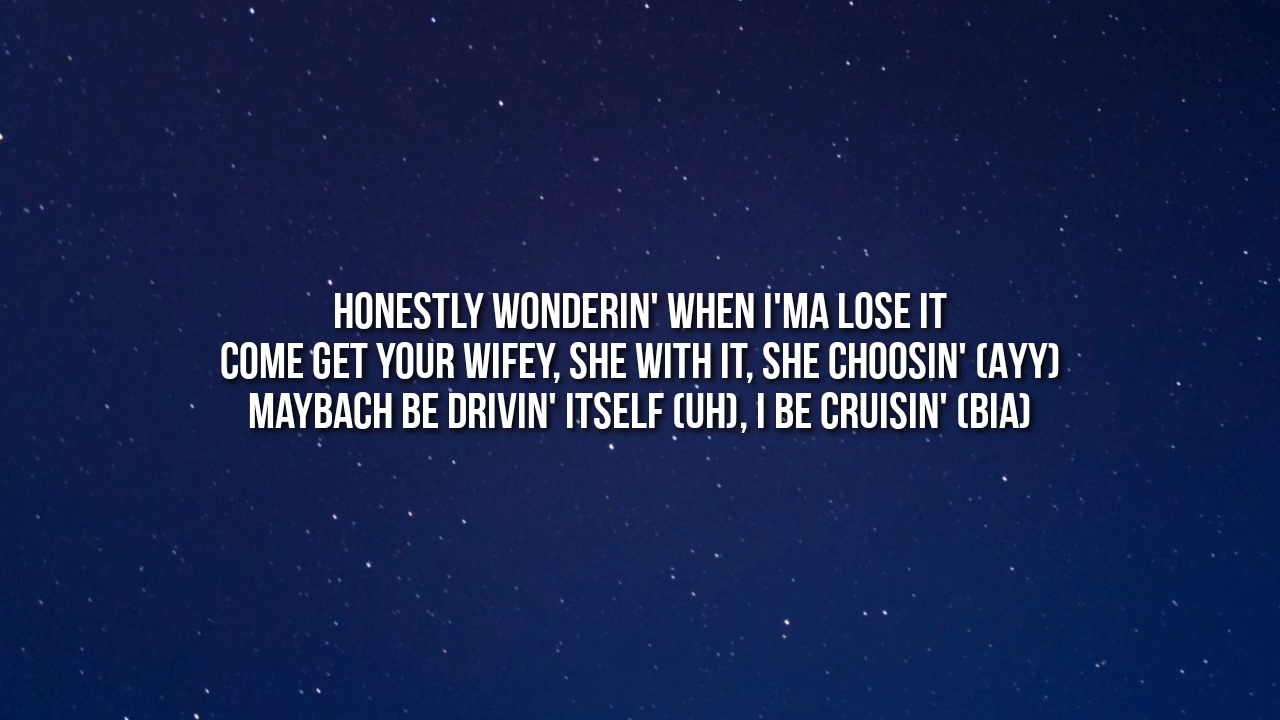 HONESTLY WONDERIN' WHEN I'MA LOSE IT
COME GET YOUR WIFEY, SHE WITH IT, SHE CHOOSIN' (AYY)
MAYBACH BE DRIVIN' ITSELF (UH), I BE CRUISIN' (BIA)